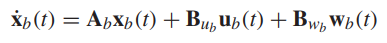 ẋ_b(t) = A_b x_b(t) + B_{u_b} u_b(t) + B_{w_b} w_b(t)